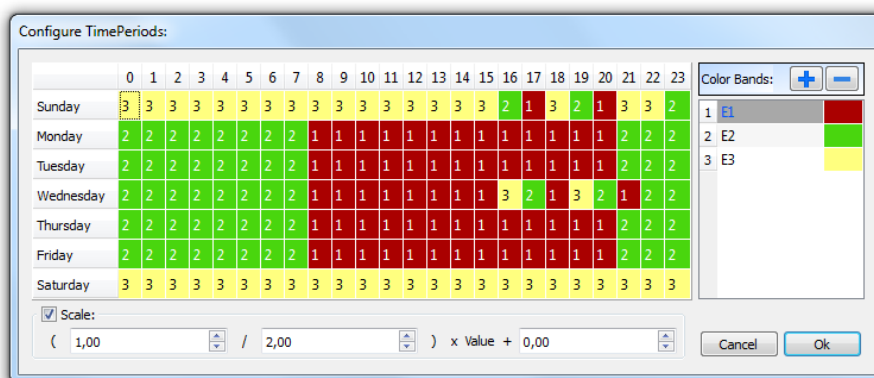 Configure TimePeriods:
0 1 2 3 4 5 6 7 8 9 10 11 12 13 14 15 16 17 18 19 20 21 22 23
Color Bands:
Sunday 3 3 3 3 3 3 3 3 3 3 3 3 3 3 3 3 2 1 3 2 1 3 3 2
1 E1
Monday 2 2 2 2 2 2 2 2 1 1 1 1 1 1 1 1 1 1 1 1 1 2 2 2
2 E2
Tuesday 2 2 2 2 2 2 2 2 1 1 1 1 1 1 1 1 1 1 1 1 1 2 2 2
3 E3
Wednesday 2 2 2 2 2 2 2 2 1 1 1 1 1 1 1 1 3 2 1 3 2 1 2 2
Thursday 2 2 2 2 2 2 2 2 1 1 1 1 1 1 1 1 1 1 1 1 1 2 2 2
Friday 2 2 2 2 2 2 2 2 1 1 1 1 1 1 1 1 1 1 1 1 1 2 2 2
Saturday 3 3 3 3 3 3 3 3 3 3 3 3 3 3 3 3 3 3 3 3 3 3 3 3
Scale:
( 1,00 / 2,00 ) x Value + 0,00
Cancel Ok